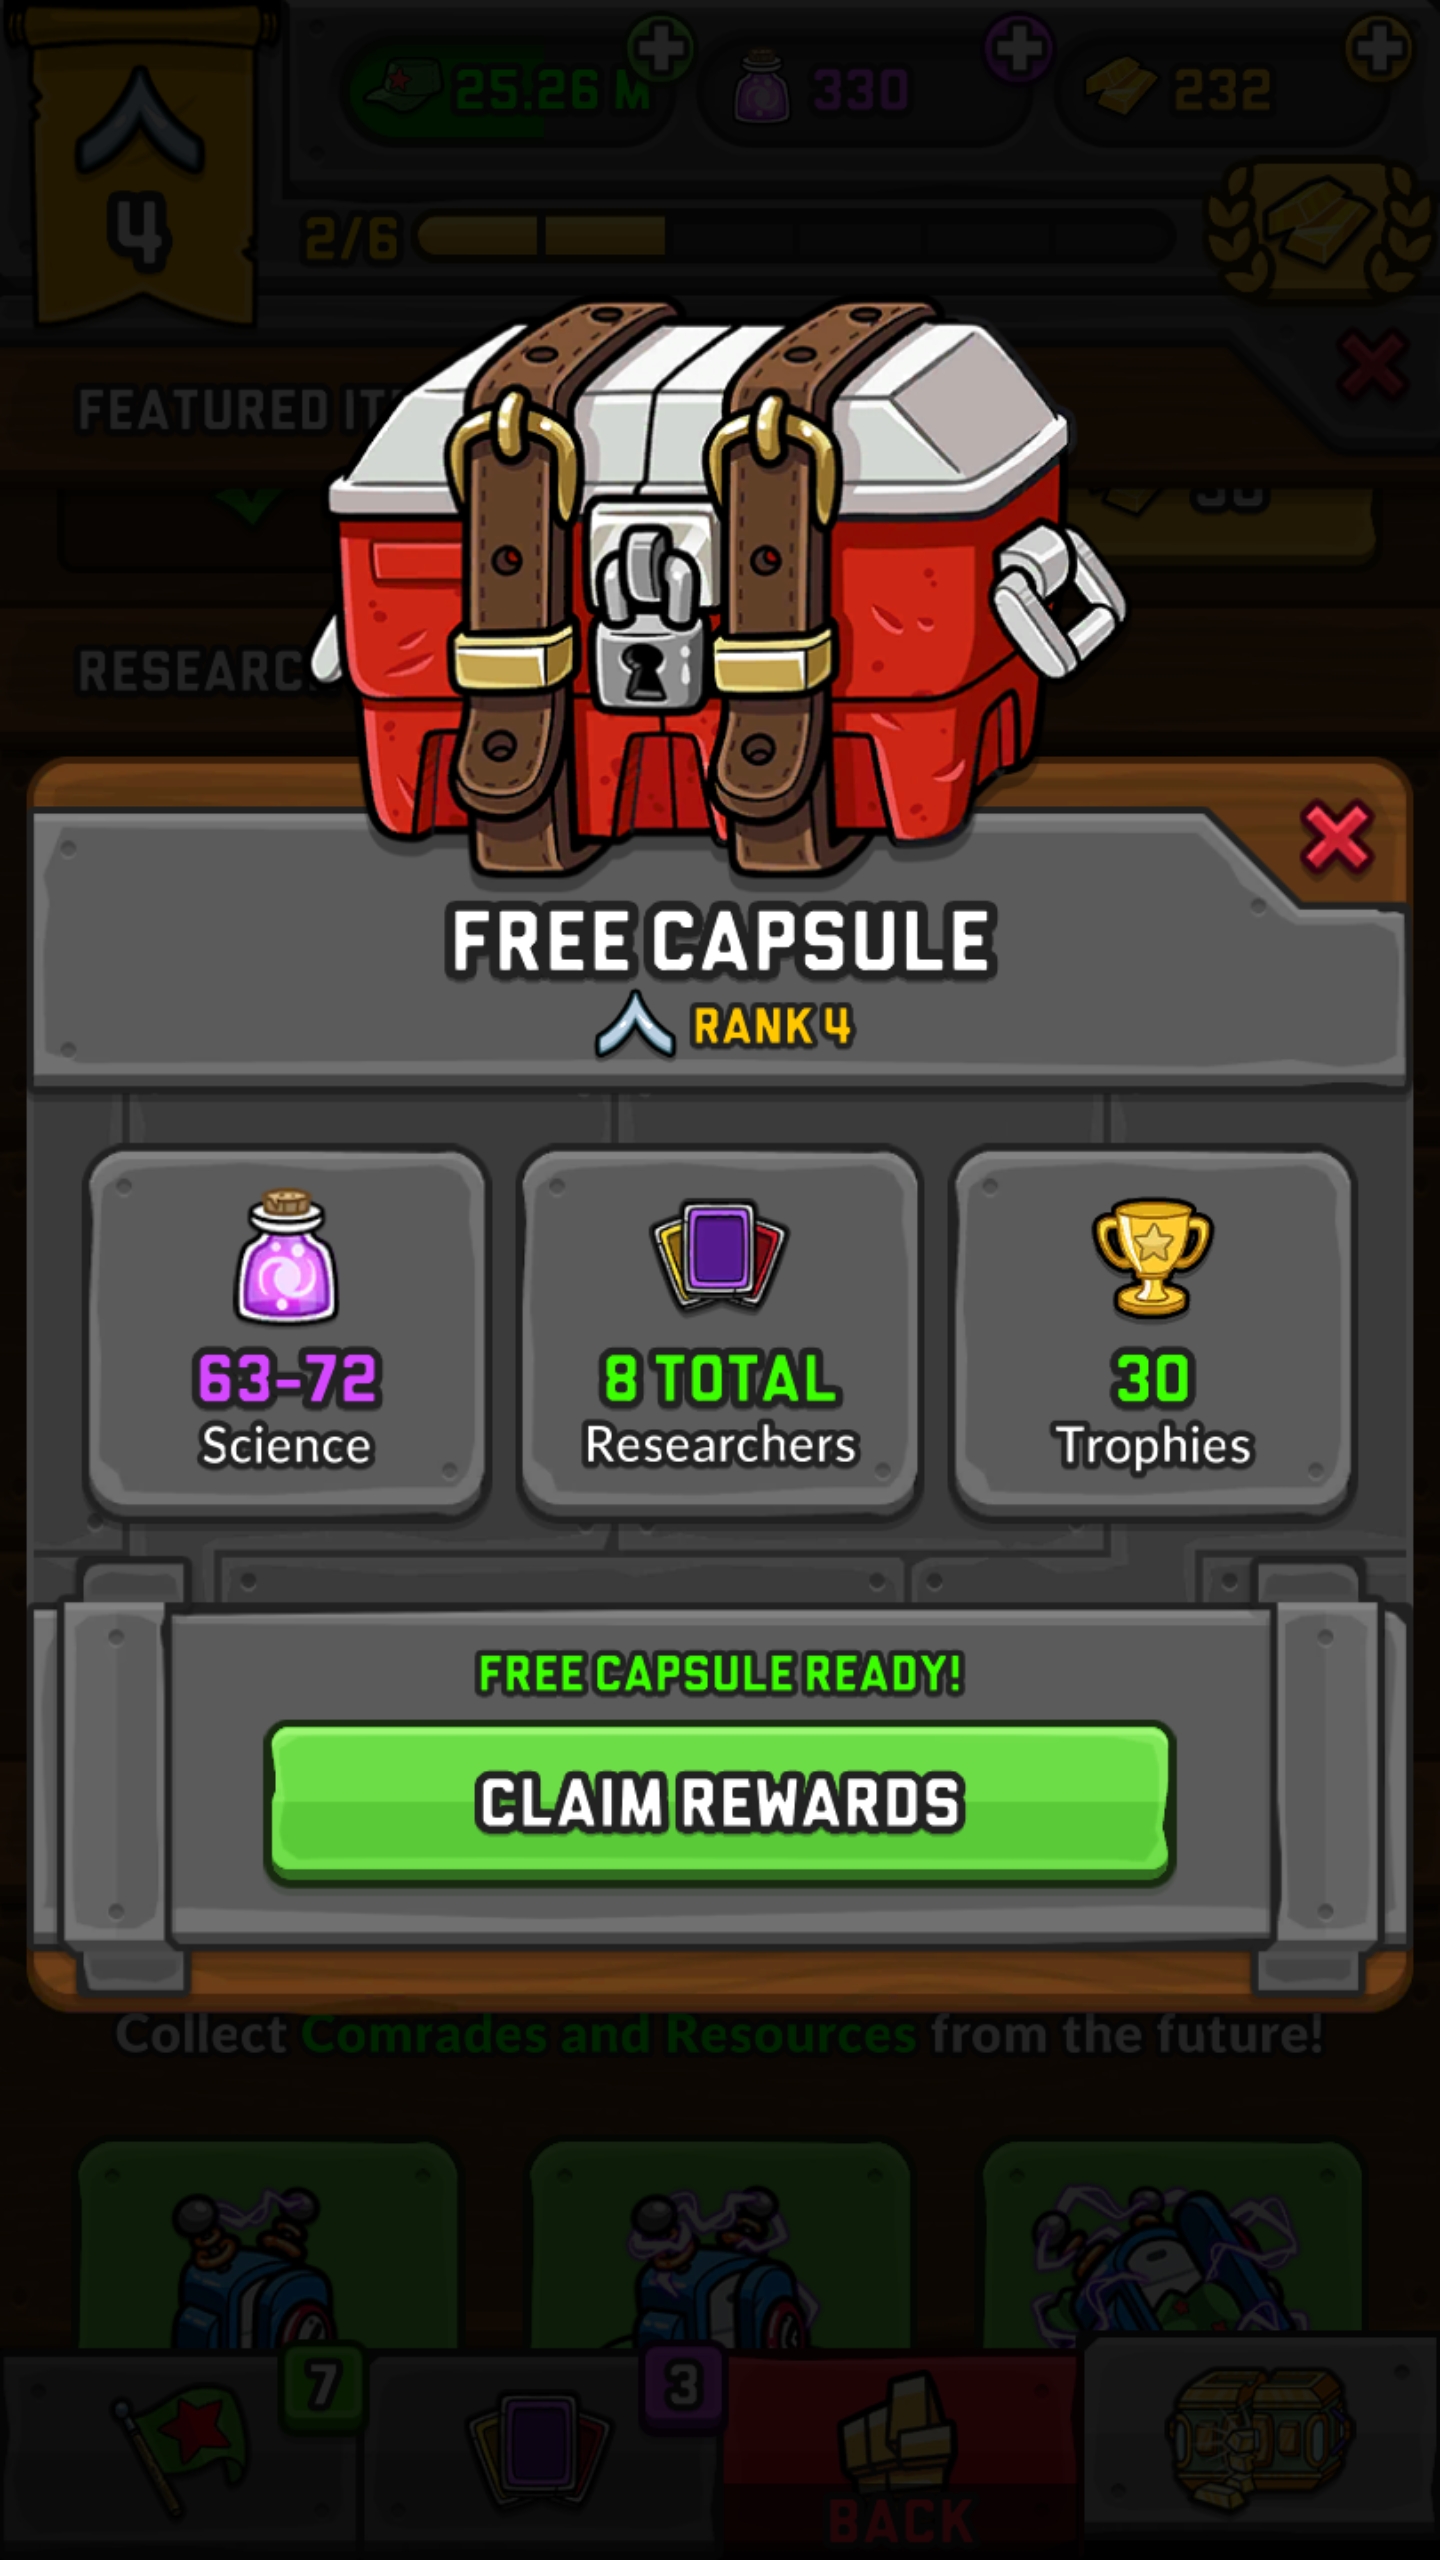 25.26 M
330
232
4
2/6
FEATURED
RESEARC
FREE CAPSULE
RANK 4
63-72
Science
8 TOTAL
Researchers
30
Trophies
FREE CAPSULE READY!
CLAIM REWARDS
Collect Comrades and Resources from the future!
7
3
BACK